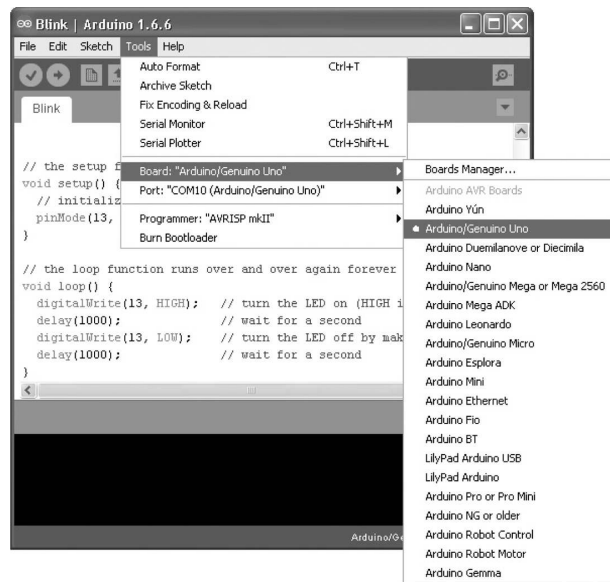 Blink | Arduino 1.6.6
File Edit Sketch Tools Help
Blink
Auto Format Ctrl+T
Archive Sketch
Fix Encoding & Reload
Serial Monitor Ctrl+Shift+M
Serial Plotter Ctrl+Shift+L
Board: "Arduino/Genuino Uno"
Port: "COM10 (Arduino/Genuino Uno)"
Programmer: "AVRISP mkII"
Burn Bootloader
// the setup f
void setup() {
// initializ
pinMode(13,
}
// the loop function runs over and over again forever
void loop() {
digitalWrite(13, HIGH); // turn the LED on (HIGH i
delay(1000); // wait for a second
digitalWrite(13, LOW); // turn the LED off by mak
delay(1000); // wait for a second
}
Arduino/Ge
Boards Manager...
Arduino AVR Boards
Arduino Yún
Arduino/Genuino Uno
Arduino Duemilanove or Diecimila
Arduino Nano
Arduino/Genuino Mega or Mega 2560
Arduino Mega ADK
Arduino Leonardo
Arduino/Genuino Micro
Arduino Esplora
Arduino Mini
Arduino Ethernet
Arduino Fio
Arduino BT
LilyPad Arduino USB
LilyPad Arduino
Arduino Pro or Pro Mini
Arduino NG or older
Arduino Robot Control
Arduino Robot Motor
Arduino Gemma